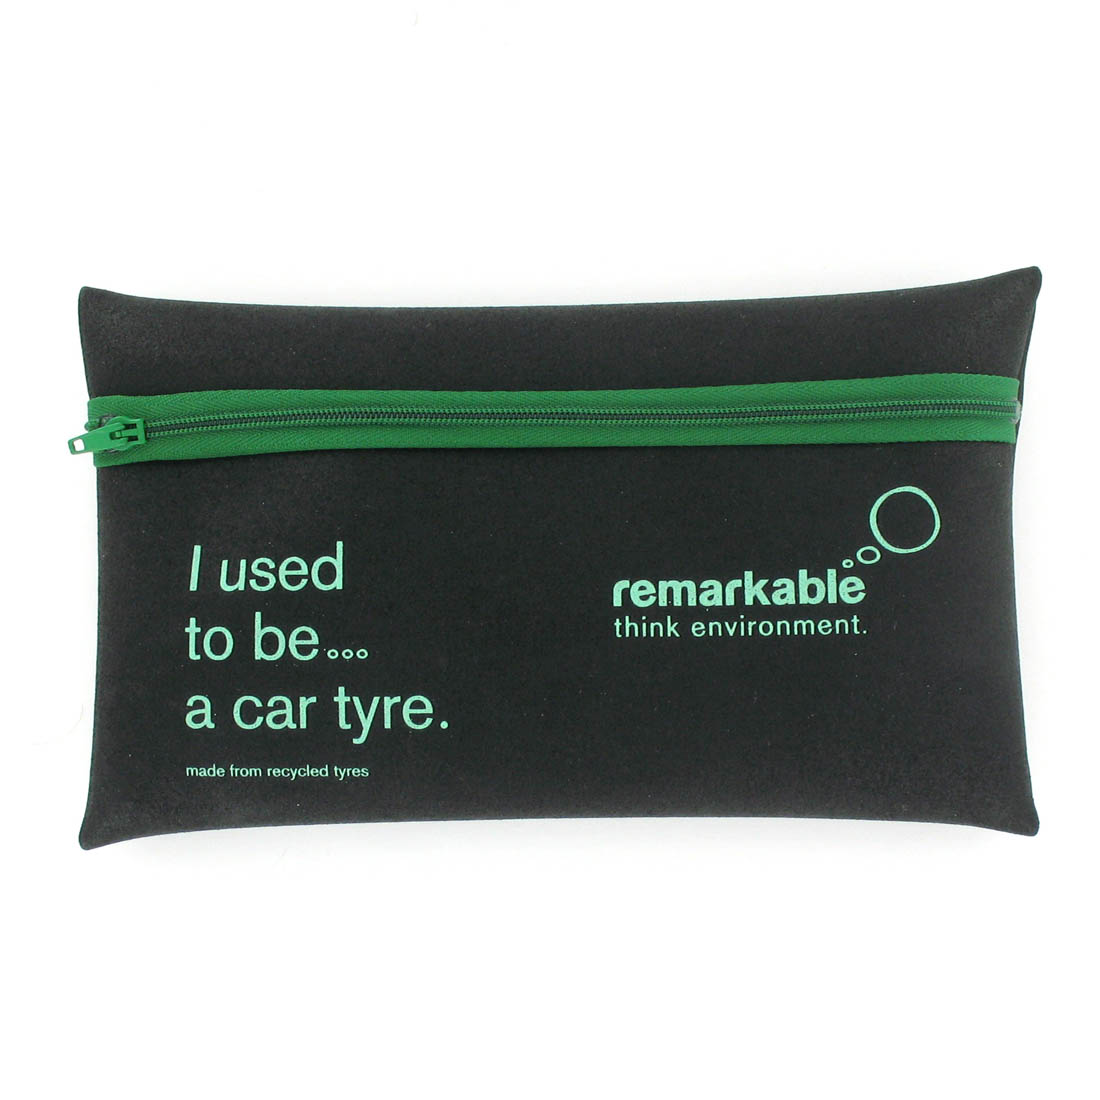 I used
to be...
a car tyre.
made from recycled tyres
remarkable
think environment.